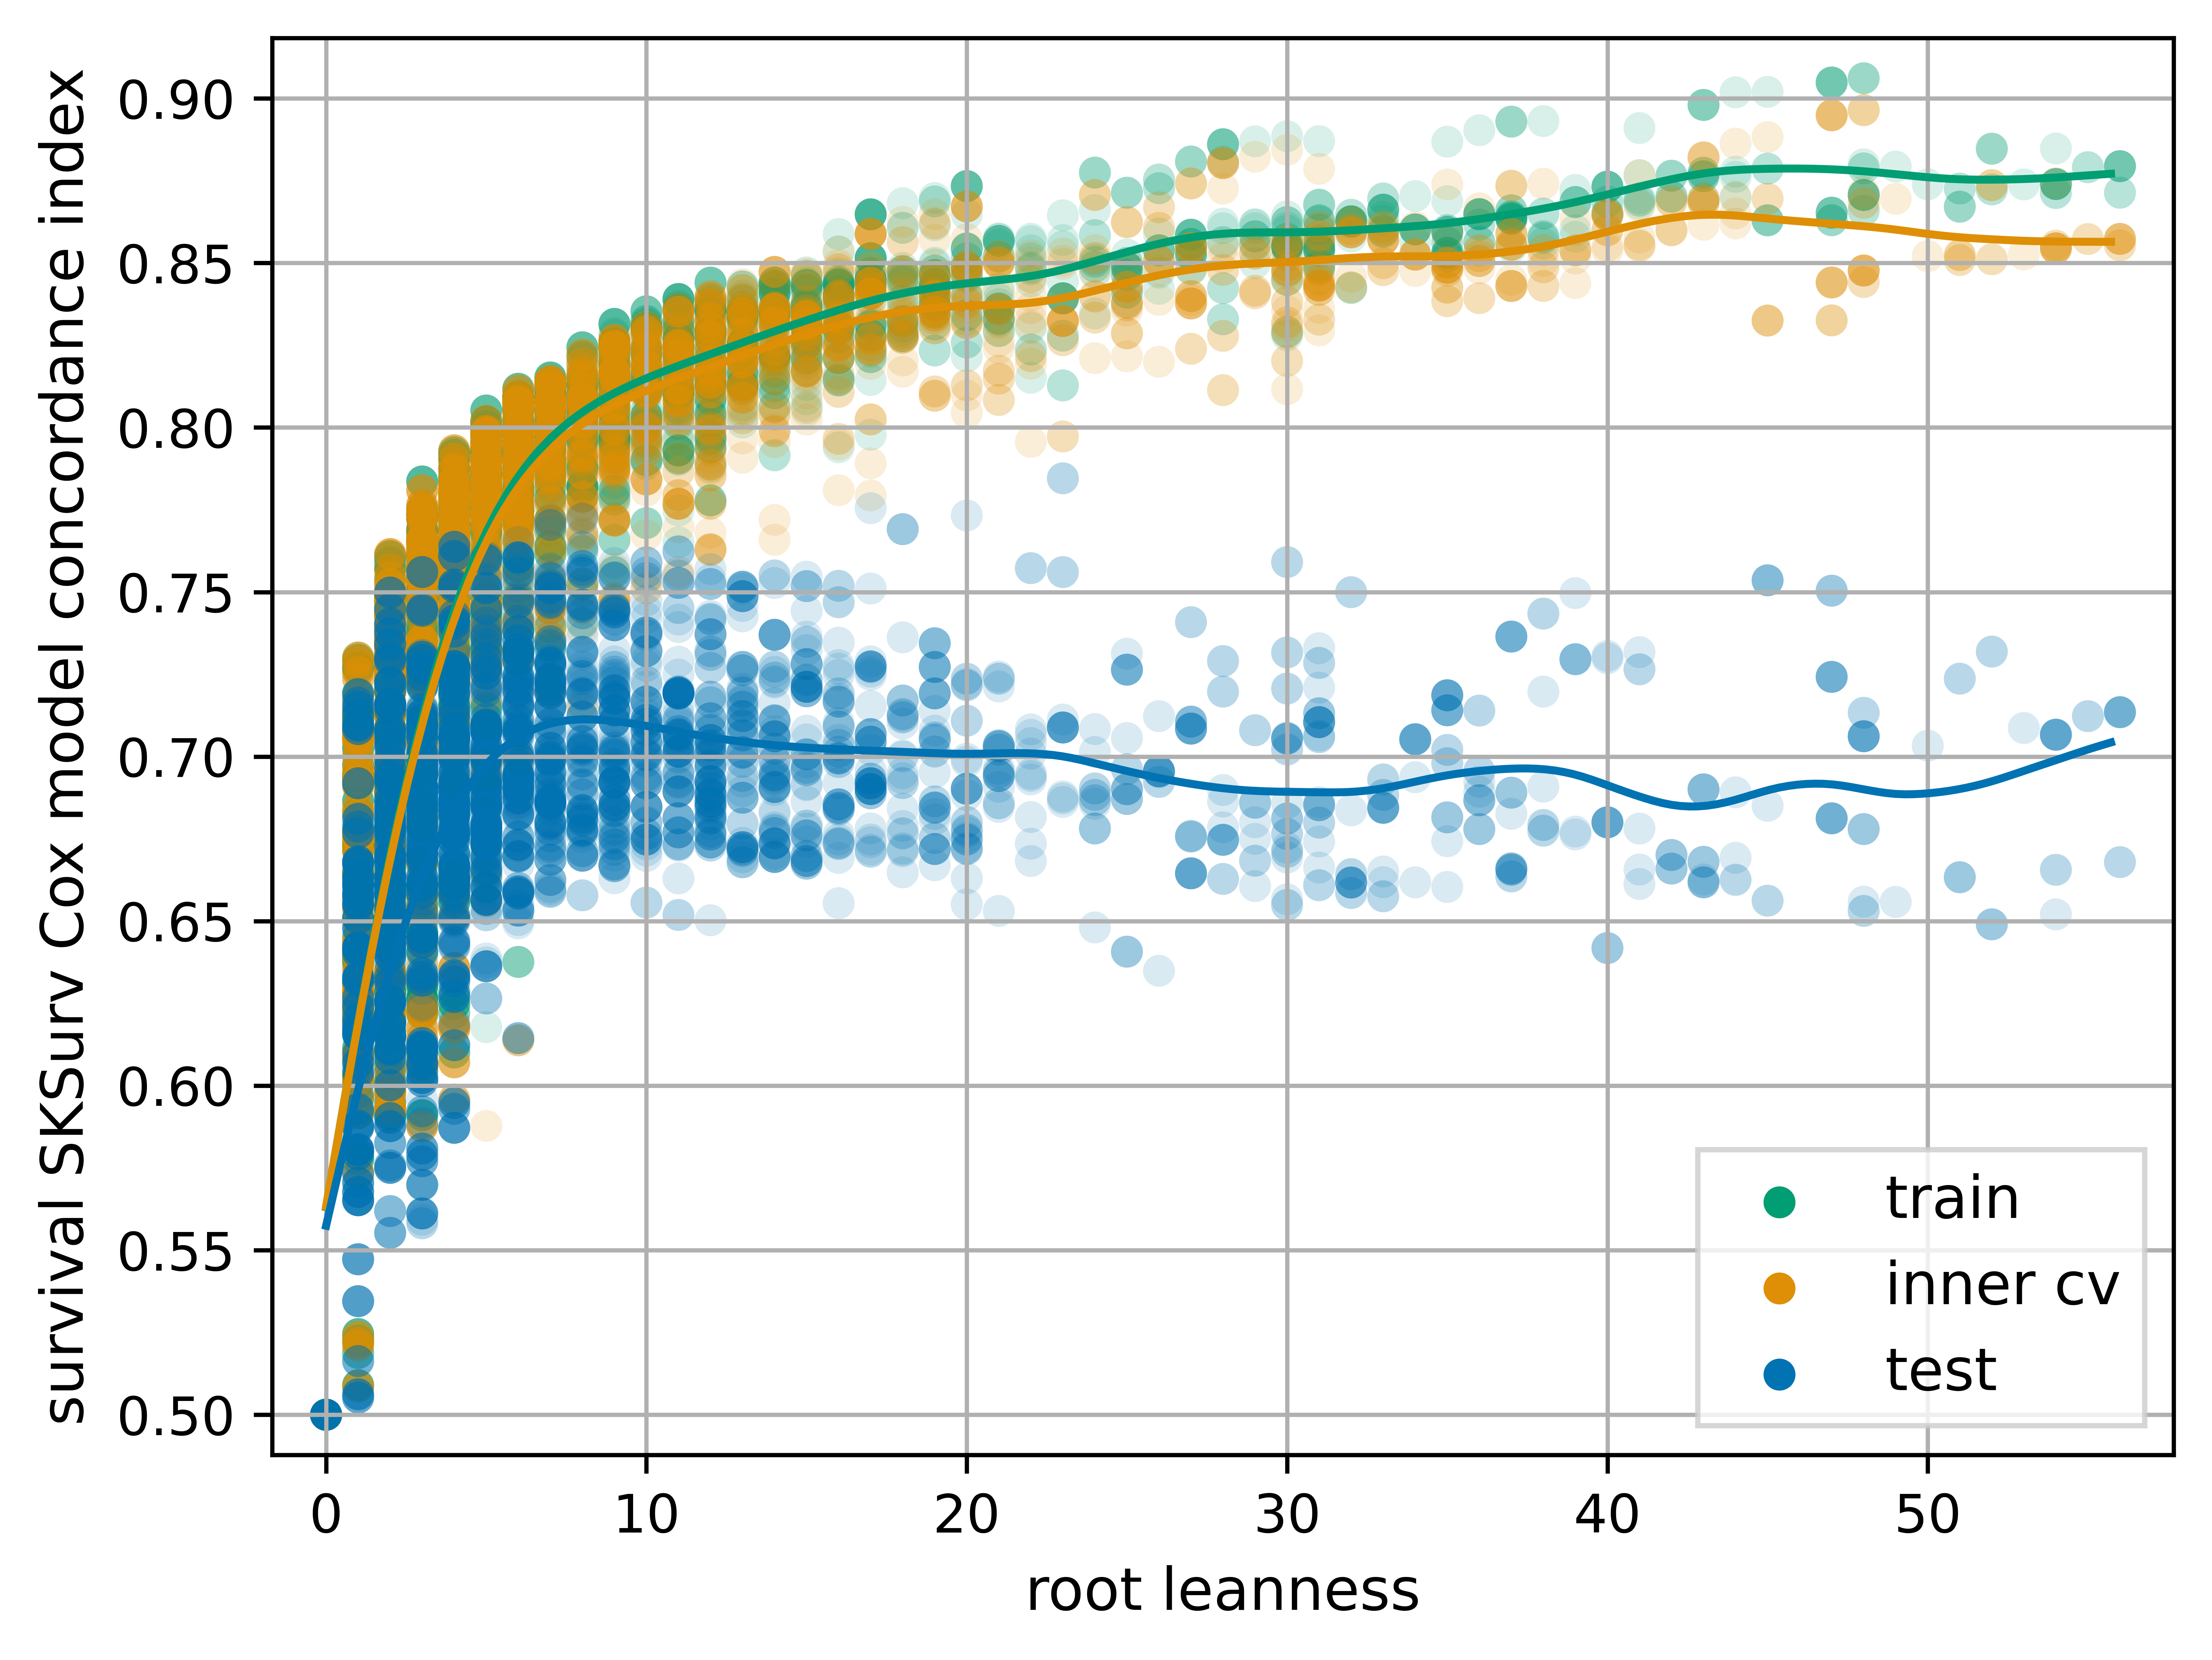 survival SKSurv Cox model concordance index
0.90
0.85
0.80
0.75
0.70
0.65
0.60
0.55
0.50
0 10 20 30 40 50
root leanness
train
inner cv
test